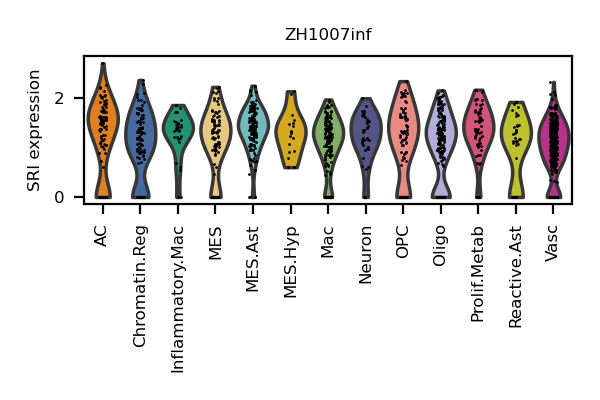 ZH1007inf
SRI expression
2
0
AC
Chromatin.Reg
Inflammatory.Mac
MES
MES.Ast
MES.Hyp
Mac
Neuron
OPC
Oligo
Prolif.Metab
Reactive.Ast
Vasc